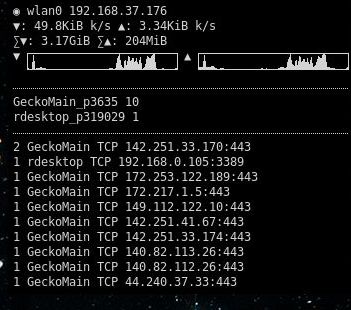 ◉ wlan0 192.168.37.176
▼: 49.8KiB k/s ▲: 3.34KiB k/s
∑▼: 3.17GiB ∑▲: 204MiB
▼ ▲
GeckoMain_p3635 10
rdesktop_p319029 1
2 GeckoMain TCP 142.251.33.170:443
1 rdesktop TCP 192.168.0.105:3389
1 GeckoMain TCP 172.253.122.189:443
1 GeckoMain TCP 172.217.1.5:443
1 GeckoMain TCP 149.112.122.10:443
1 GeckoMain TCP 142.251.41.67:443
1 GeckoMain TCP 142.251.33.174:443
1 GeckoMain TCP 140.82.113.26:443
1 GeckoMain TCP 140.82.112.26:443
1 GeckoMain TCP 44.240.37.33:443